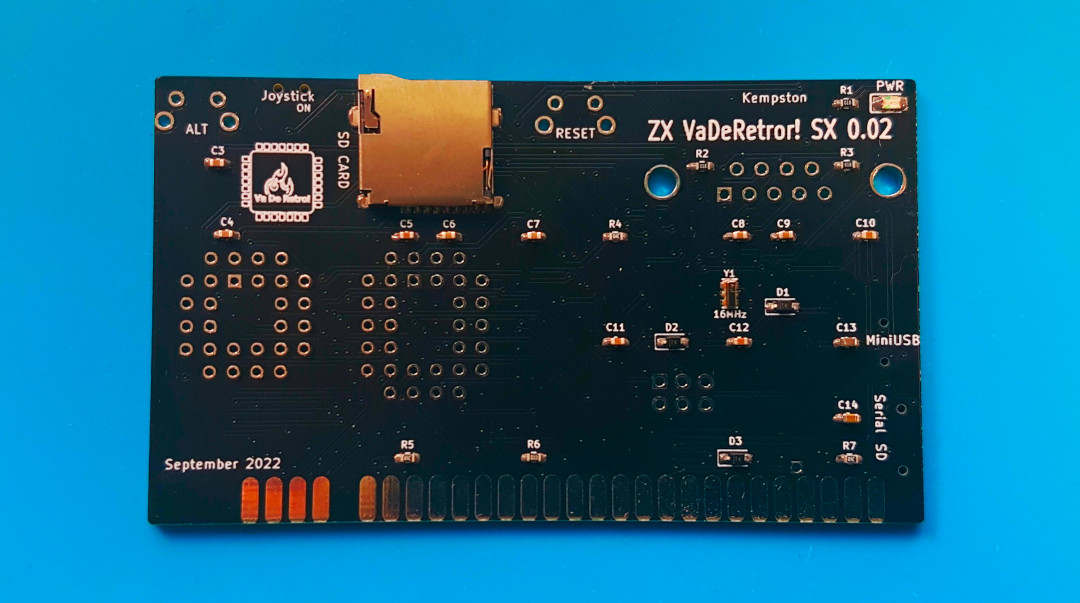 Joystick
ON
ALT
SD CARD
RESET
Kempston
R1
PWR
ZX VaDeRetror! SX 0.02
C3
Va De Retro!
R2
R3
C4
C5
C6
C7
R4
C8
C9
C10
Y1
16MHz
D1
C11
D2
C12
C13
MiniUSB
C14
Serial SD
R5
R6
D3
R7
September 2022